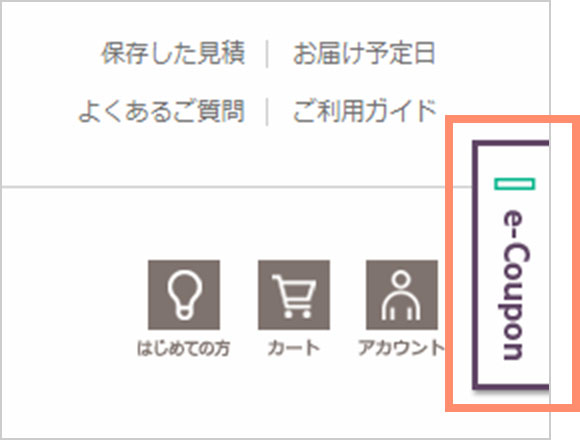 保存した見積 | お届け予定日
よくあるご質問 | ご利用ガイド
はじめての方 カート アカウント
e-Coupon